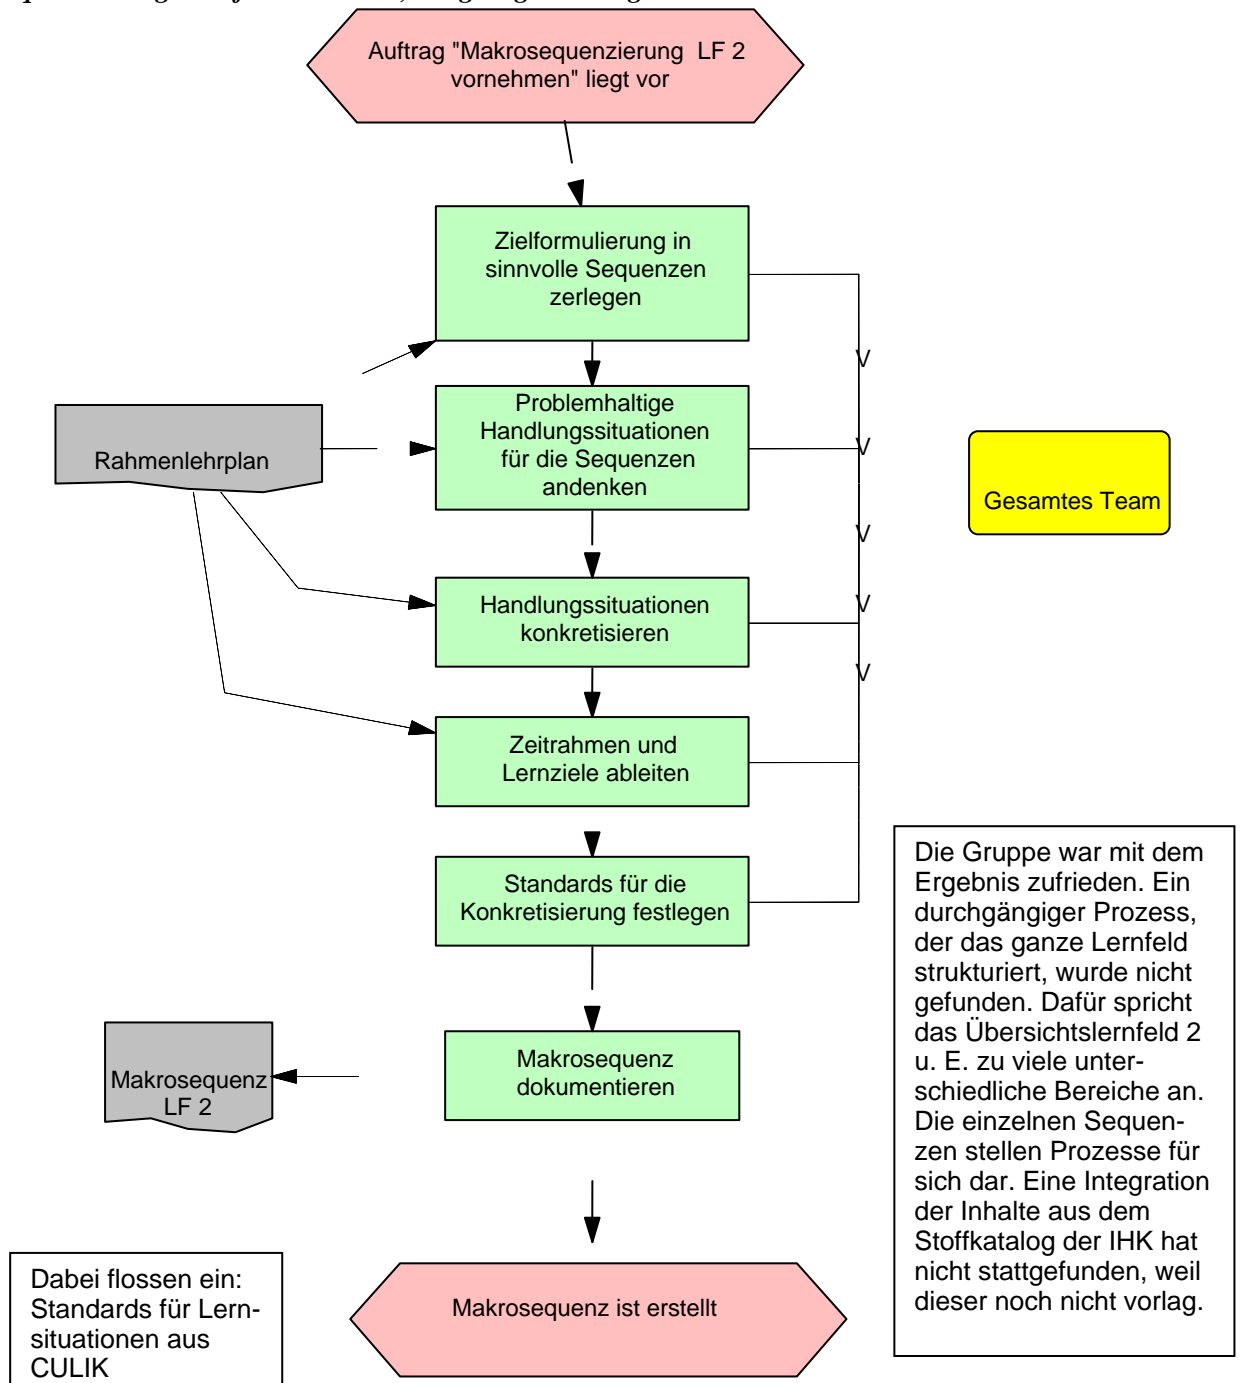 Auftrag "Makrosequenzierung LF 2
vornehmen" liegt vor
Zielformulierung in
sinnvolle Sequenzen
zerlegen
V
Problemhaltige
Handlungssituationen
für die Sequenzen
andenken
V
Rahmenlehrplan
Gesamtes Team
V
Handlungssituationen
konkretisieren
V
V
Zeitrahmen und
Lernziele ableiten
Standards für die
Konkretisierung festlegen
Die Gruppe war mit dem
Ergebnis zufrieden. Ein
durchgängiger Prozess,
der das ganze Lernfeld
strukturiert, wurde nicht
gefunden. Dafür spricht
das Übersichtslernfeld 2
u. E. zu viele unter-
schiedliche Bereiche an.
Die einzelnen Sequen-
zen stellen Prozesse für
sich dar. Eine Integration
der Inhalte aus dem
Stoffkatalog der IHK hat
nicht stattgefunden, weil
dieser noch nicht vorlag.
Makrosequenz
dokumentieren
Makrosequenz
LF 2
Dabei flossen ein:
Standards für Lern-
situationen aus
CULIK
Makrosequenz ist erstellt